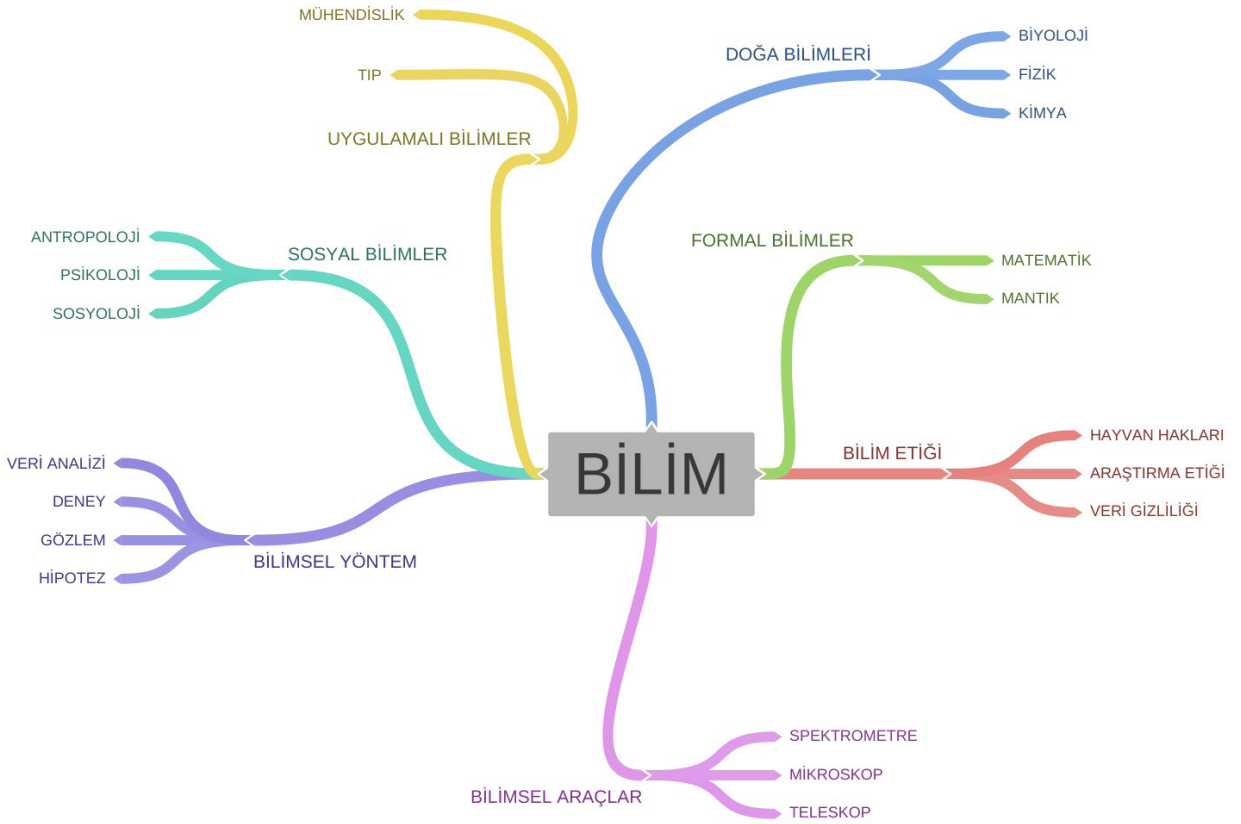 BİLİM
DOĞA BİLİMLERİ
BİYOLOJİ
FİZİK
KİMYA
FORMAL BİLİMLER
MATEMATİK
MANTIK
BİLİM ETİĞİ
HAYVAN HAKLARI
ARAŞTIRMA ETİĞİ
VERİ GİZLİLİĞİ
BİLİMSEL ARAÇLAR
SPEKTROMETRE
MİKROSKOP
TELESKOP
BİLİMSEL YÖNTEM
VERİ ANALİZİ
DENEY
GÖZLEM
HİPOTEZ
SOSYAL BİLİMLER
ANTROPOLOJİ
PSİKOLOJİ
SOSYOLOJİ
UYGULAMALI BİLİMLER
MÜHENDİSLİK
TIP